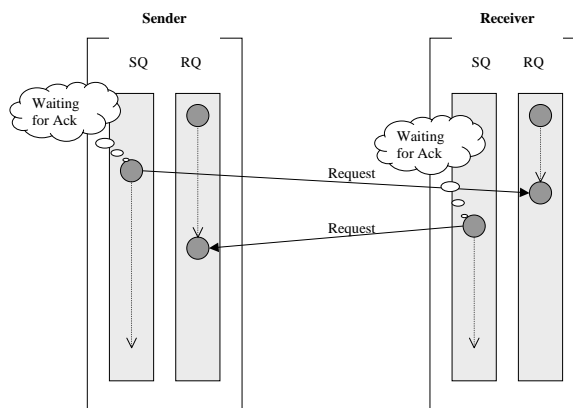 Sender
Receiver
SQ
RQ
SQ
RQ
Waiting
for Ack
Waiting
for Ack
Request
Request